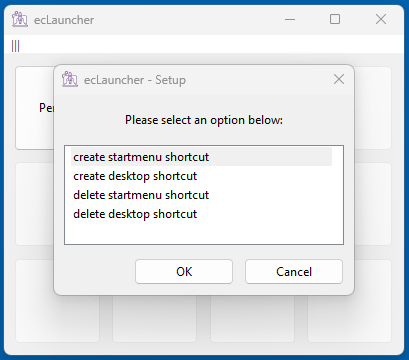 ecLauncher
ecLauncher - Setup
Please select an option below:
create startmenu shortcut
create desktop shortcut
delete startmenu shortcut
delete desktop shortcut
OK
Cancel